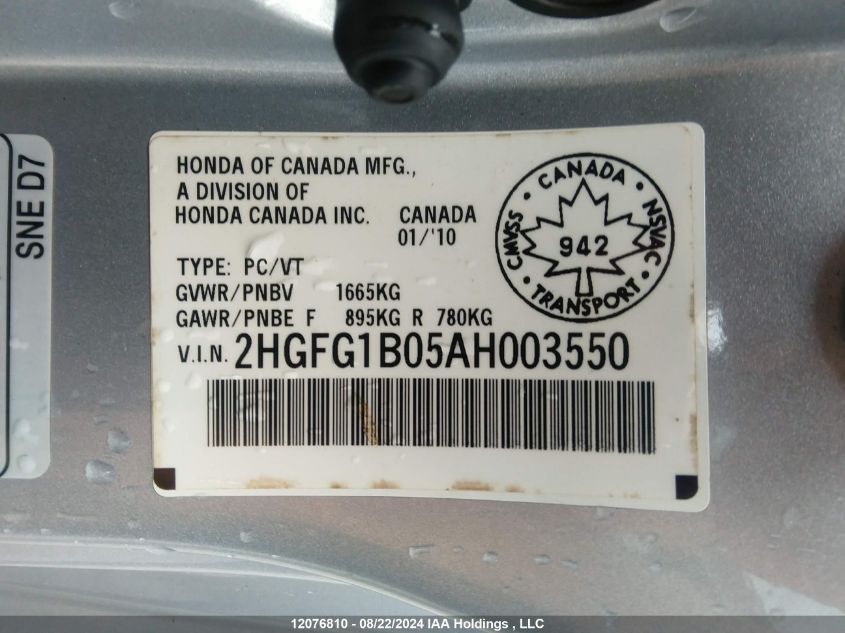 SNE D7
HONDA OF CANADA MFG.,
A DIVISION OF
HONDA CANADA INC. CANADA
01/'10
TYPE: PC/VT
GVWR/PNBV 1665KG
GAWR/PNBE F 895KG R 780KG
V.I.N. 2HGFG1B05AH003550
CANADA • NSVAC • TRANSPORT • CMVSS •
942
12076810 - 08/22/2024 IAA Holdings , LLC